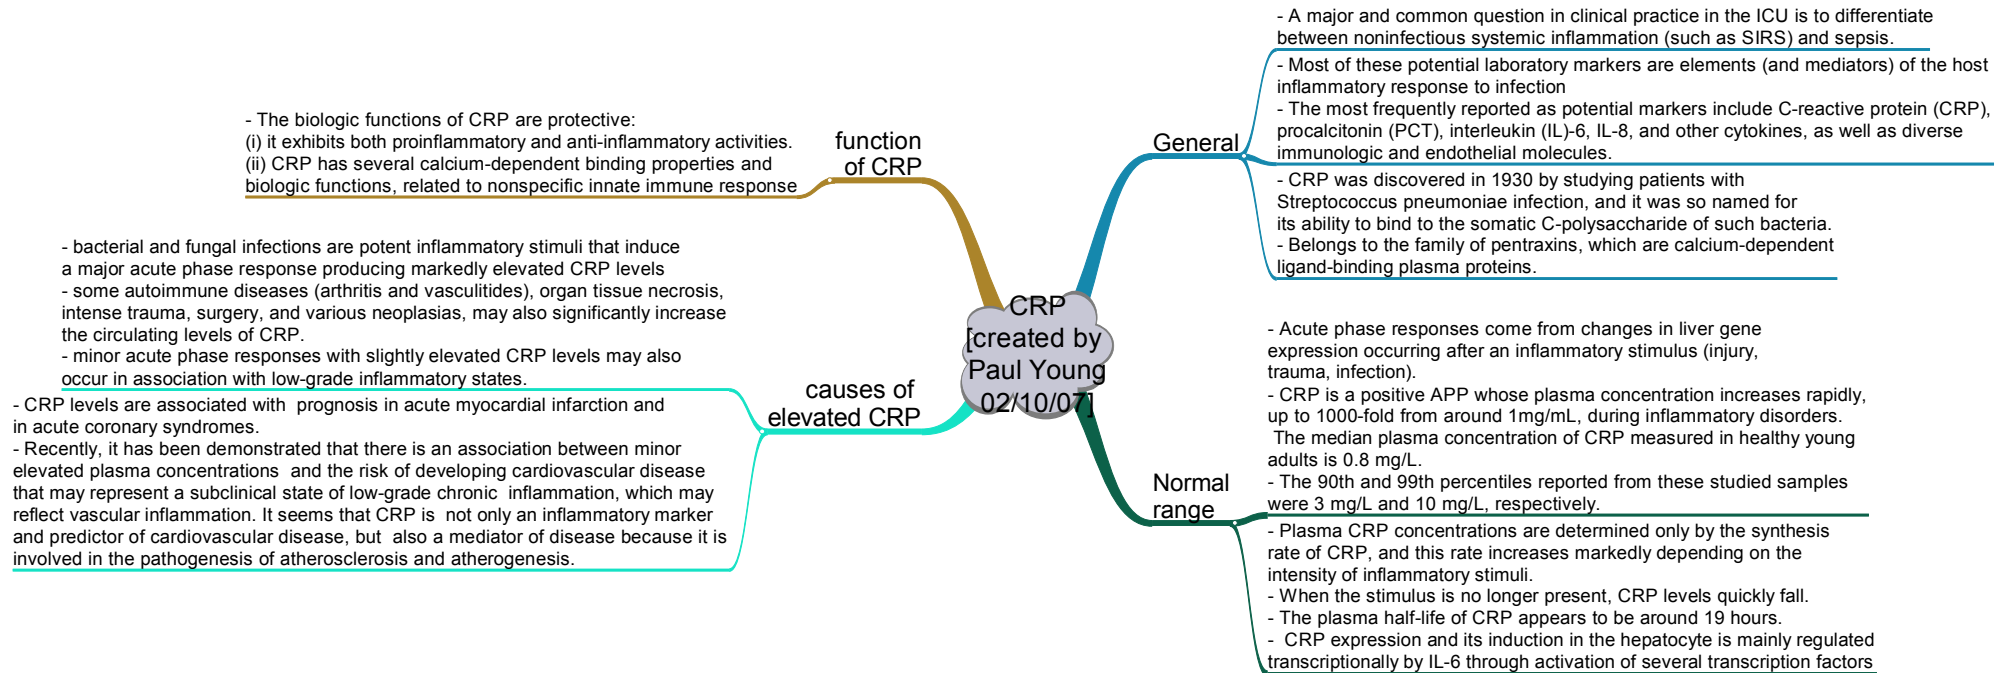 CRP
[created by
Paul Young
02/10/07]
General
- A major and common question in clinical practice in the ICU is to differentiate
between noninfectious systemic inflammation (such as SIRS) and sepsis.
- Most of these potential laboratory markers are elements (and mediators) of the host
inflammatory response to infection
- The most frequently reported as potential markers include C-reactive protein (CRP),
procalcitonin (PCT), interleukin (IL)-6, IL-8, and other cytokines, as well as diverse
immunologic and endothelial molecules.
- CRP was discovered in 1930 by studying patients with
Streptococcus pneumoniae infection, and it was so named for
its ability to bind to the somatic C-polysaccharide of such bacteria.
- Belongs to the family of pentraxins, which are calcium-dependent
ligand-binding plasma proteins.
Normal
range
- Acute phase responses come from changes in liver gene
expression occurring after an inflammatory stimulus (injury,
trauma, infection).
- CRP is a positive APP whose plasma concentration increases rapidly,
up to 1000-fold from around 1mg/mL, during inflammatory disorders.
The median plasma concentration of CRP measured in healthy young
adults is 0.8 mg/L.
- The 90th and 99th percentiles reported from these studied samples
were 3 mg/L and 10 mg/L, respectively.
- Plasma CRP concentrations are determined only by the synthesis
rate of CRP, and this rate increases markedly depending on the
intensity of inflammatory stimuli.
- When the stimulus is no longer present, CRP levels quickly fall.
- The plasma half-life of CRP appears to be around 19 hours.
- CRP expression and its induction in the hepatocyte is mainly regulated
transcriptionally by IL-6 through activation of several transcription factors
function
of CRP
- The biologic functions of CRP are protective:
(i) it exhibits both proinflammatory and anti-inflammatory activities.
(ii) CRP has several calcium-dependent binding properties and
biologic functions, related to nonspecific innate immune response
causes of
elevated CRP
- bacterial and fungal infections are potent inflammatory stimuli that induce
a major acute phase response producing markedly elevated CRP levels
- some autoimmune diseases (arthritis and vasculitides), organ tissue necrosis,
intense trauma, surgery, and various neoplasias, may also significantly increase
the circulating levels of CRP.
- minor acute phase responses with slightly elevated CRP levels may also
occur in association with low-grade inflammatory states.
- CRP levels are associated with prognosis in acute myocardial infarction and
in acute coronary syndromes.
- Recently, it has been demonstrated that there is an association between minor
elevated plasma concentrations and the risk of developing cardiovascular disease
that may represent a subclinical state of low-grade chronic inflammation, which may
reflect vascular inflammation. It seems that CRP is not only an inflammatory marker
and predictor of cardiovascular disease, but also a mediator of disease because it is
involved in the pathogenesis of atherosclerosis and atherogenesis.